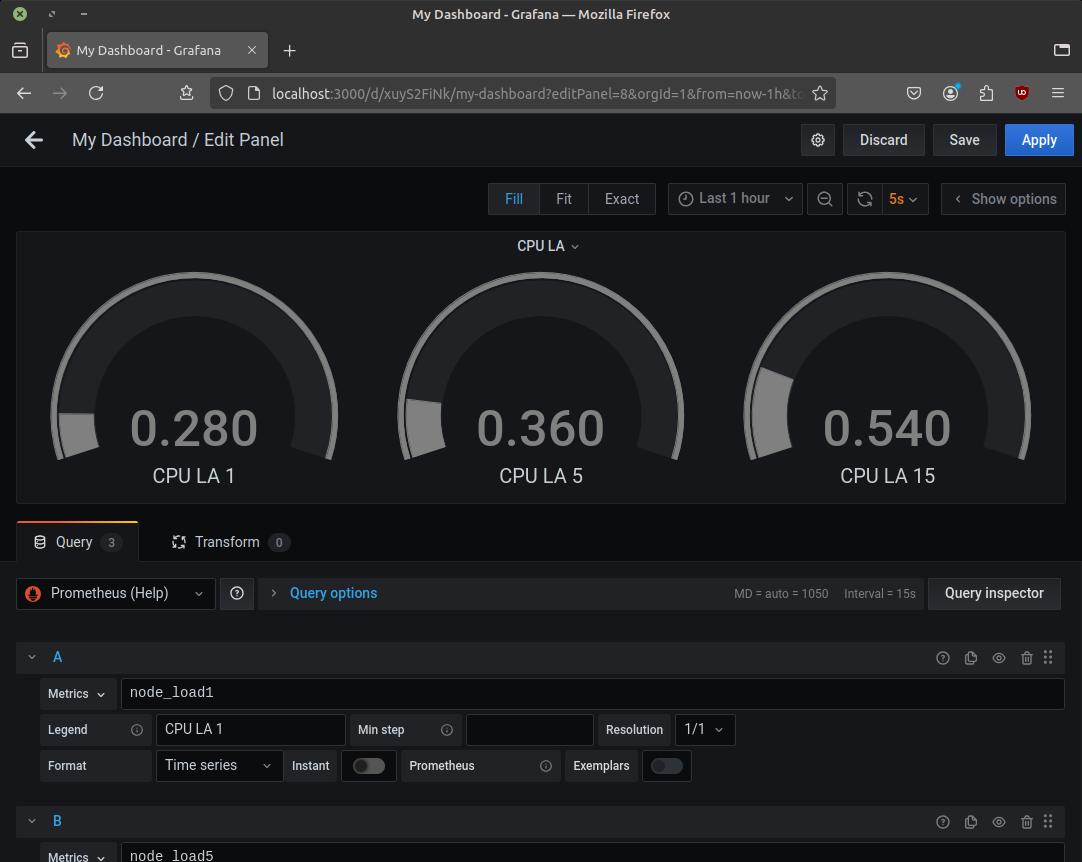 My Dashboard - Grafana — Mozilla Firefox
My Dashboard - Grafana
localhost:3000/d/xuyS2FiNk/my-dashboard?editPanel=8&orgId=1&from=now-1h&to
My Dashboard / Edit Panel
Discard
Save
Apply
Fill
Fit
Exact
Last 1 hour
5s
Show options
CPU LA
0.280
0.360
0.540
CPU LA 1
CPU LA 5
CPU LA 15
Query 3
Transform 0
Prometheus (Help)
Query options
MD = auto = 1050
Interval = 15s
Query inspector
A
Metrics
node_load1
Legend
CPU LA 1
Min step
Resolution
1/1
Format
Time series
Instant
Prometheus
Exemplars
B
Metrics
node_load5